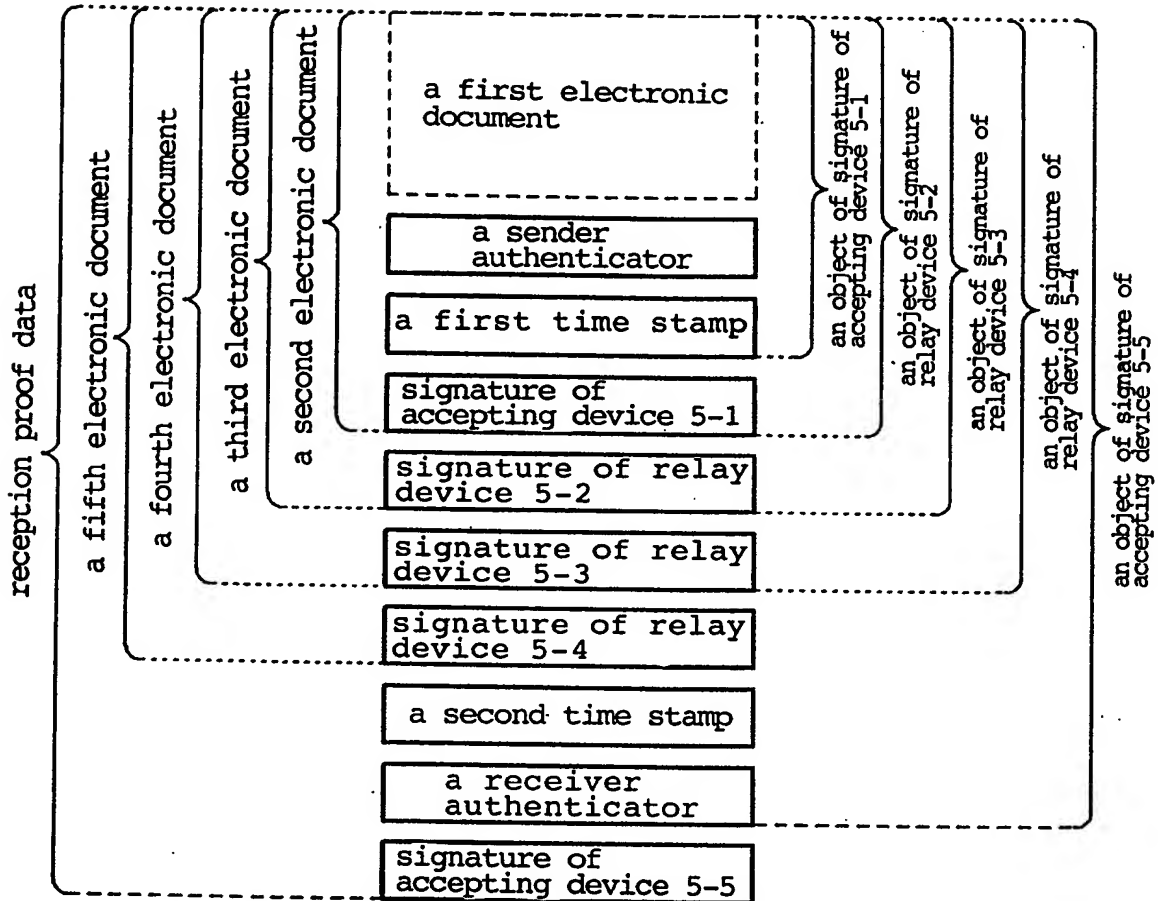 reception proof data
a fifth electronic document
a fourth electronic document
a third electronic document
a second electronic document
a first electronic
document
a sender
authenticator
a first time stamp
signature of
accepting device 5-1
signature of relay
device 5-2
signature of relay
device 5-3
signature of relay
device 5-4
a second time stamp
a receiver
authenticator
signature of
accepting device 5-5
an object of signature of
accepting device 5-1
an object of signature of
relay device 5-2
an object of signature of
relay device 5-3
an object of signature of
relay device 5-4
an object of signature of
accepting device 5-5